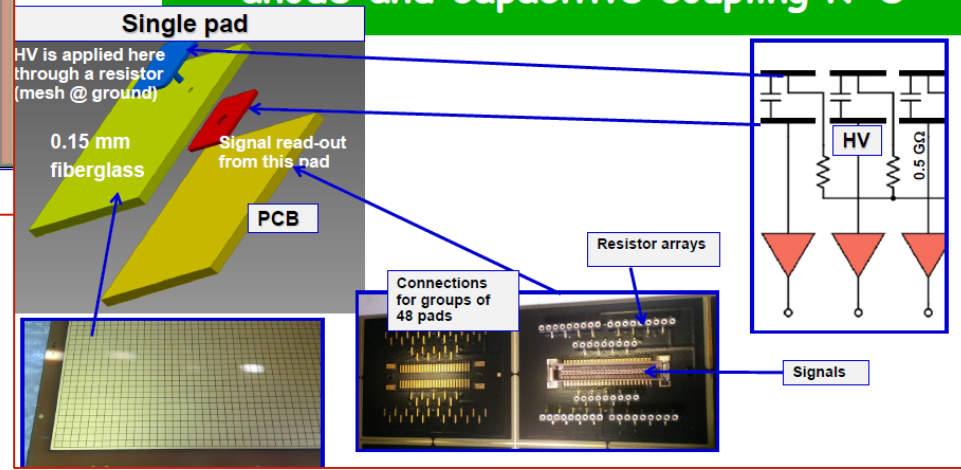 anode and capacitive coupling R-O
Single pad
HV is applied here
through a resistor
(mesh @ ground)
0.15 mm
fiberglass
Signal read-out
from this pad
PCB
HV
0.5 GΩ
Resistor arrays
Connections
for groups of
48 pads
Signals